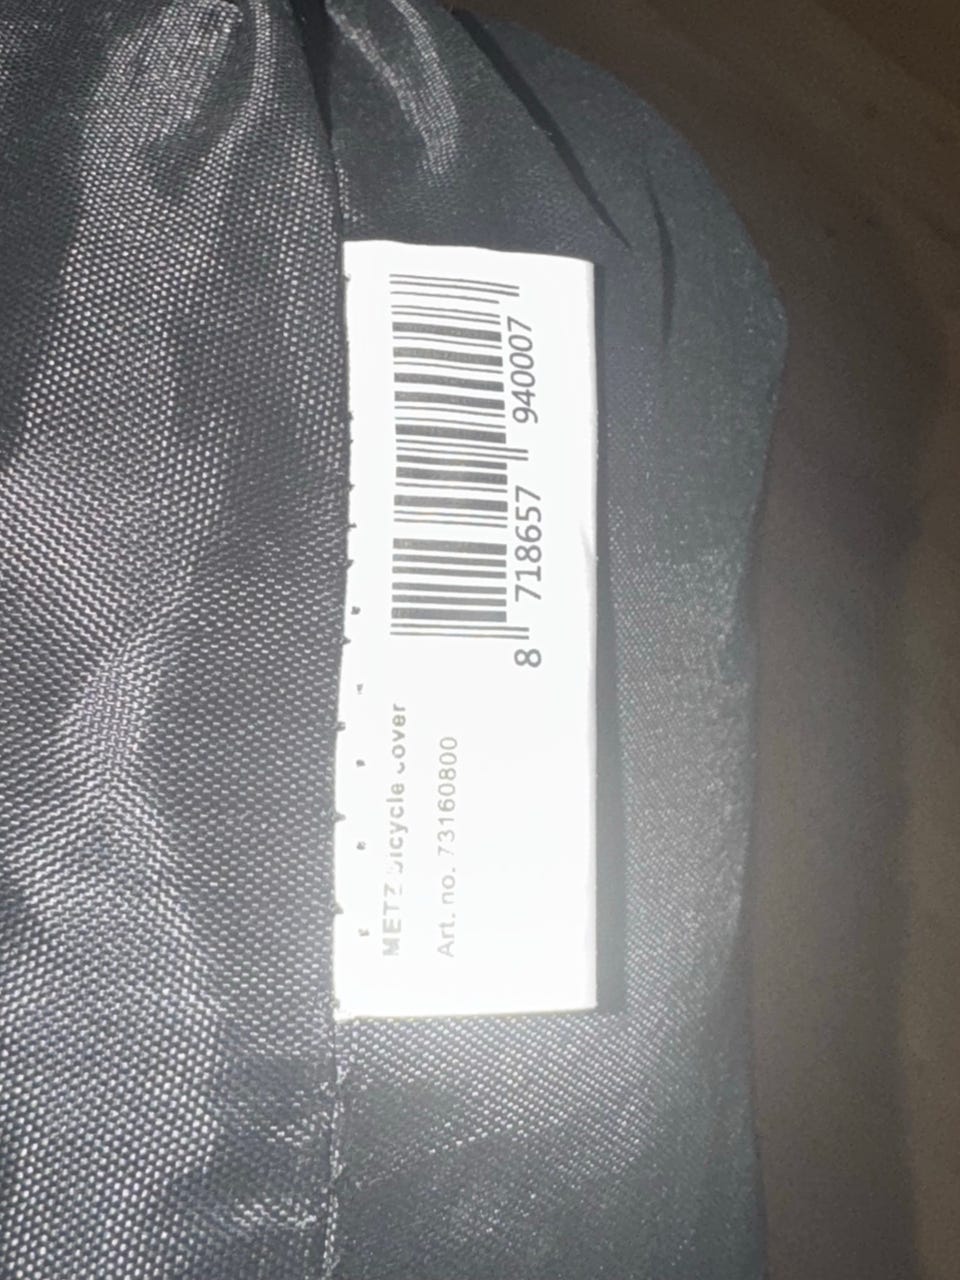 METZ bicycle cover
Art. no. 73160800
8 718657 940007